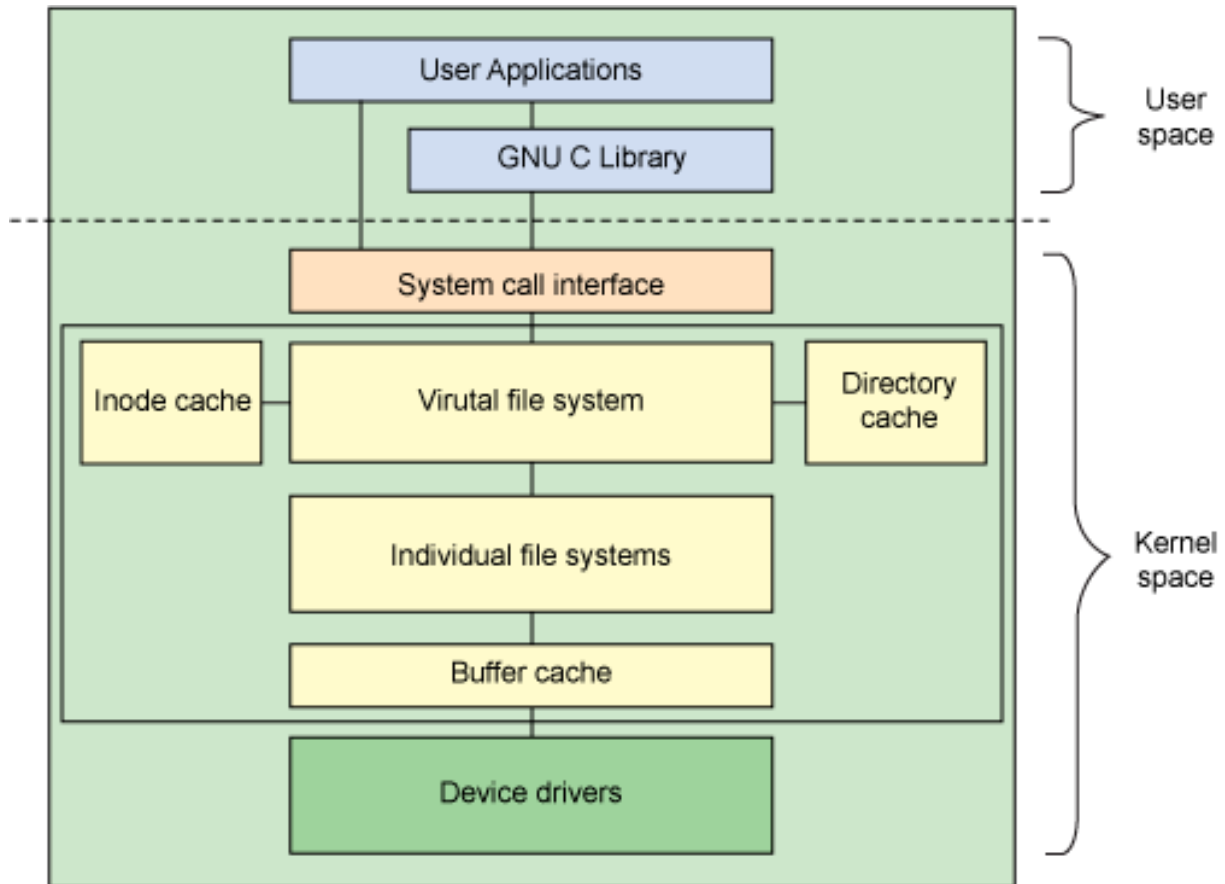 User Applications
User
space
GNU C Library
System call interface
Inode cache
Virutal file system
Directory
cache
Individual file systems
Kernel
space
Buffer cache
Device drivers